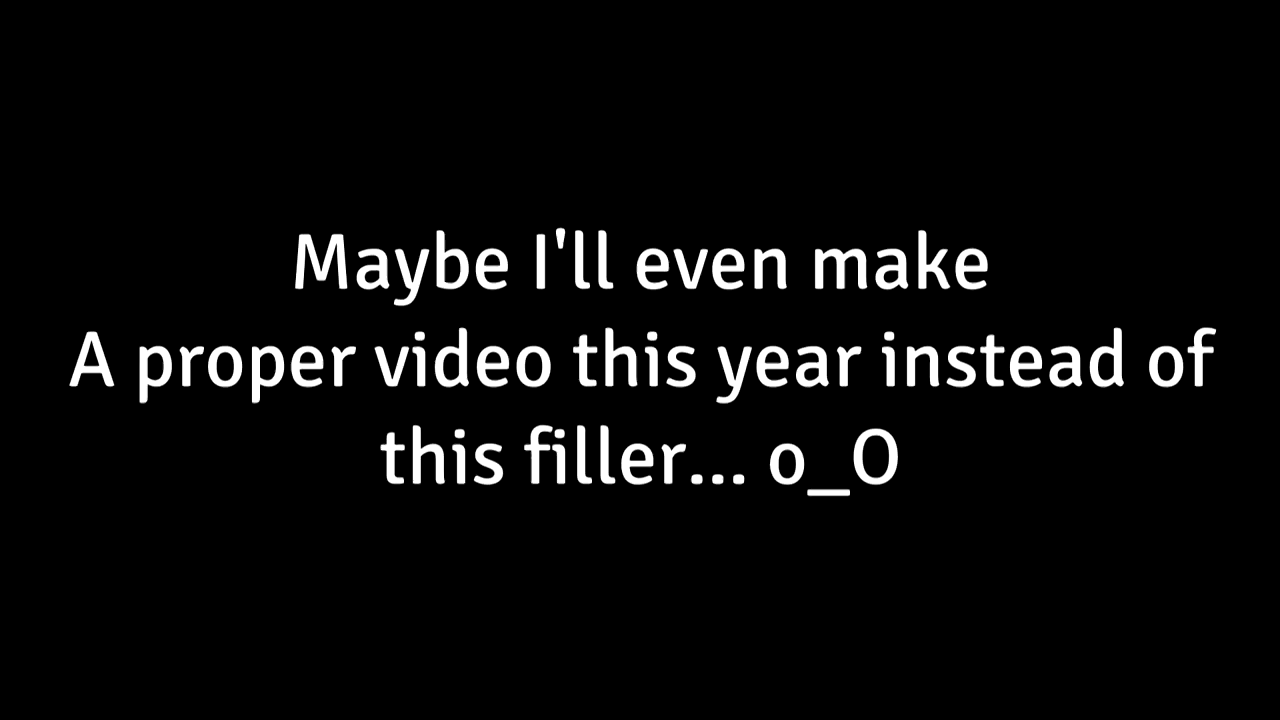 Maybe I'll even make
A proper video this year instead of
this filler... o_O